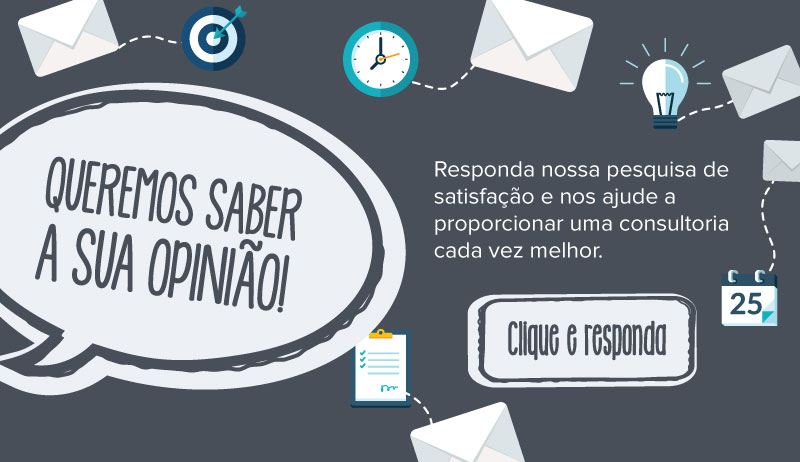 QUEREMOS SABER
A SUA OPINIÃO!
Responda nossa pesquisa de
satisfação e nos ajude a
proporcionar uma consultoria
cada vez melhor.
25
Clique e responda